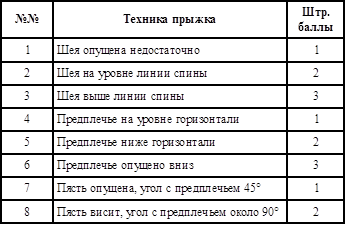 №№ Техника прыжка Штр. баллы
1 Шея опущена недостаточно 1
2 Шея на уровне линии спины 2
3 Шея выше линии спины 3
4 Предплечье на уровне горизонтали 1
5 Предплечье ниже горизонтали 2
6 Предплечье опущено вниз 3
7 Пясть опущена, угол с предплечьем 45° 1
8 Пясть висит, угол с предплечьем около 90° 2